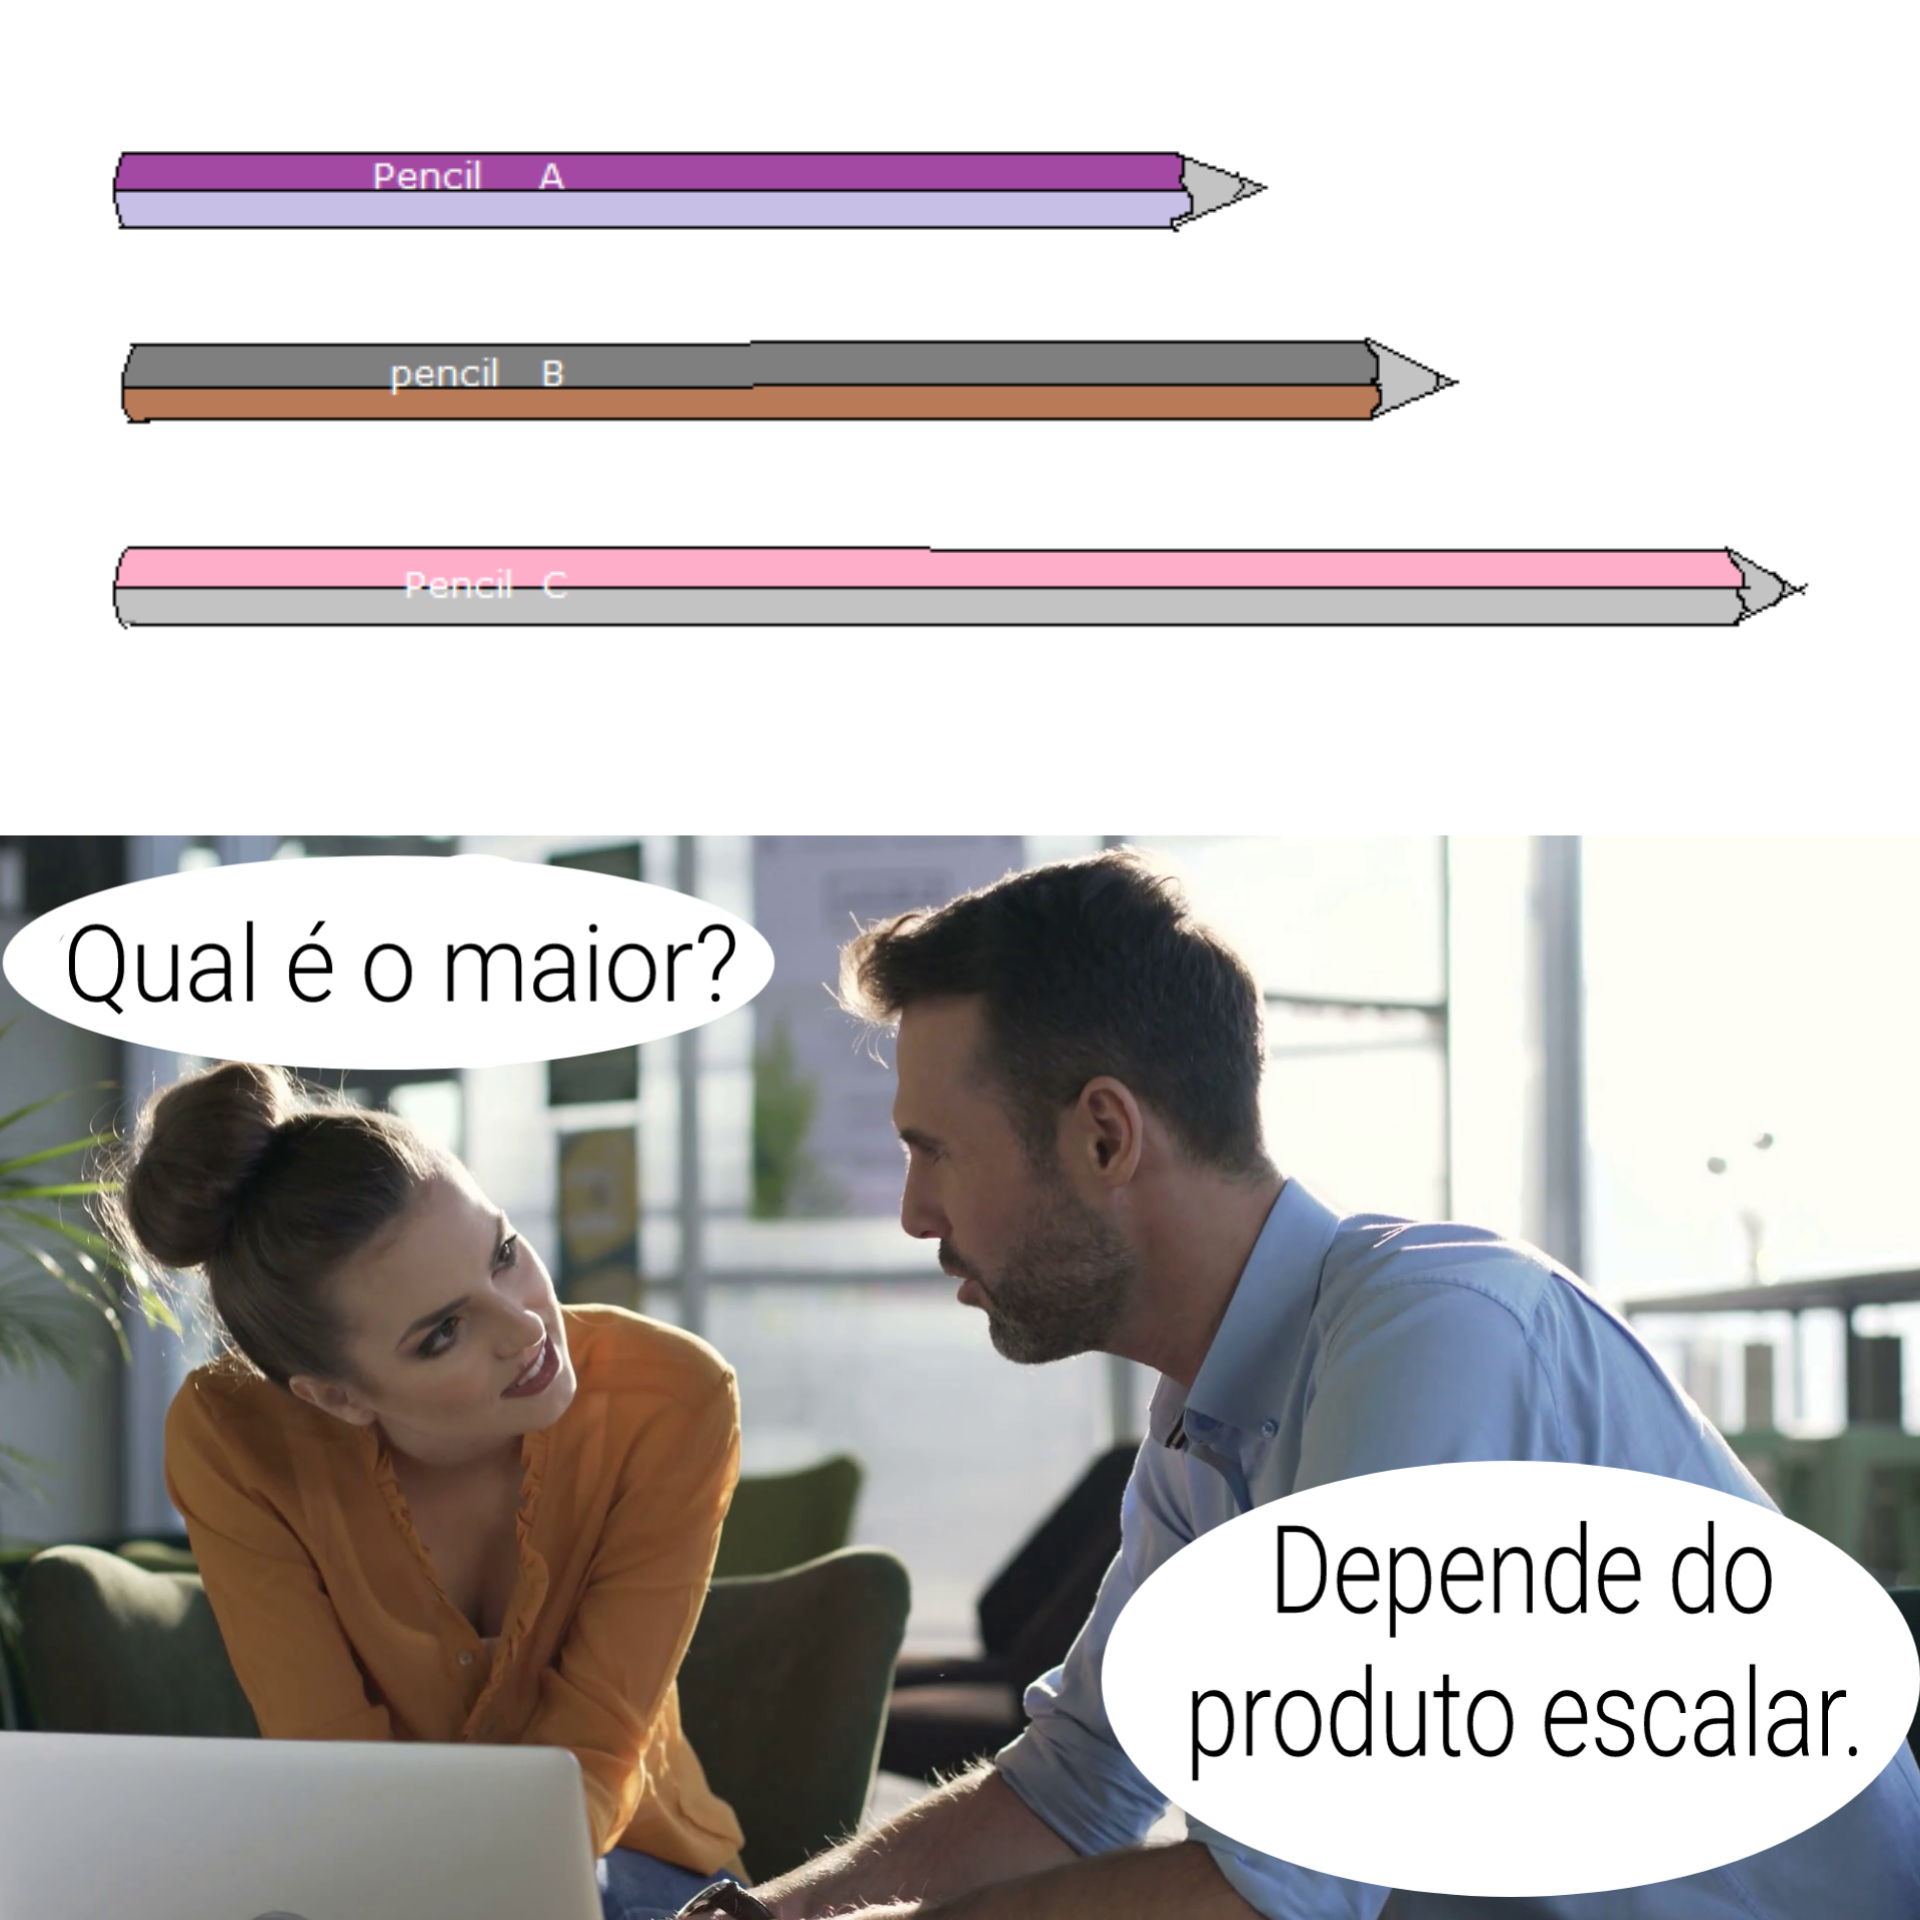 Pencil A
pencil B
Pencil C
Qual é o maior?
Depende do
produto escalar.